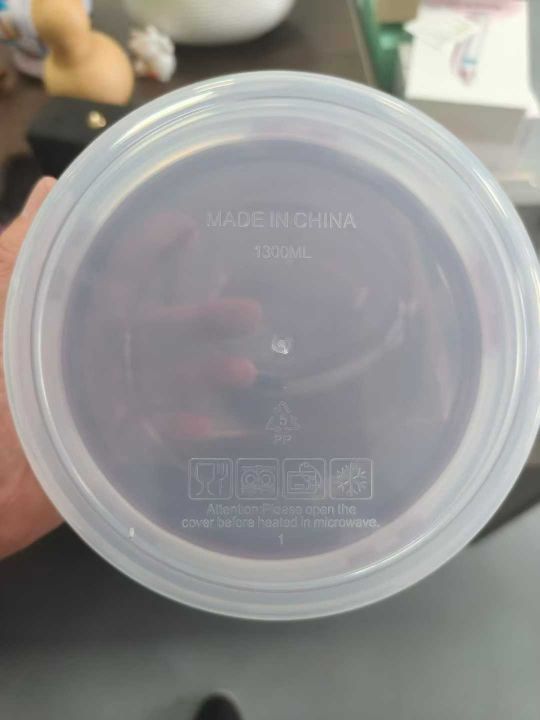 MADE IN CHINA
1300ML
5
PP
Attention:Please open the
cover before heated in microwave.
1